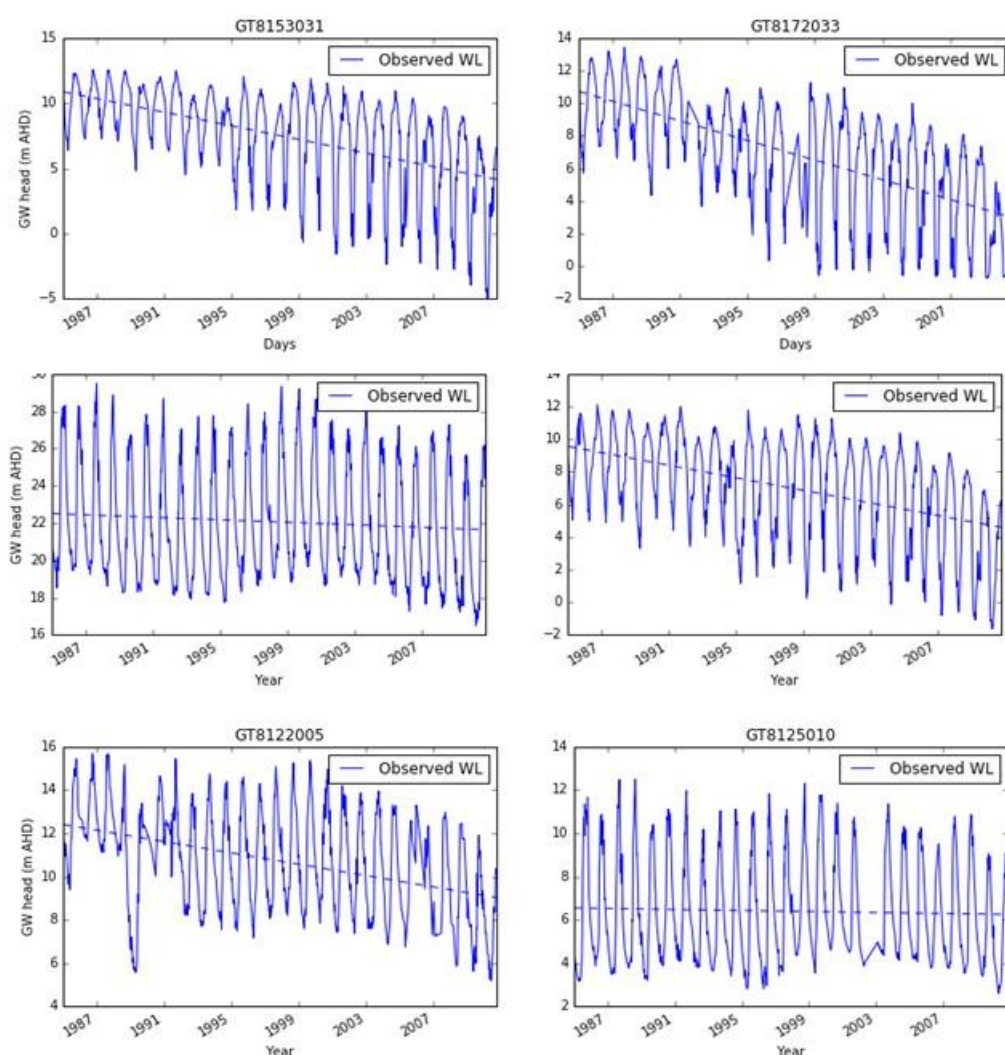 GT8153031
15
10
5
0
−5
GW head (m AHD)
Observed WL
1987 1991 1995 1999 2003 2007
Days
GT8172033
14
12
10
8
6
4
2
0
−2
Observed WL
1987 1991 1995 1999 2003 2007
Days
30
28
26
24
22
20
18
16
GW head (m AHD)
Observed WL
1987 1991 1995 1999 2003 2007
Year
14
12
10
8
6
4
2
0
−2
Observed WL
1987 1991 1995 1999 2003 2007
Year
GT8122005
16
14
12
10
8
6
4
GW head (m AHD)
Observed WL
1987 1991 1995 1999 2003 2007
Year
GT8125010
14
12
10
8
6
4
2
Observed WL
1987 1991 1995 1999 2003 2007
Year